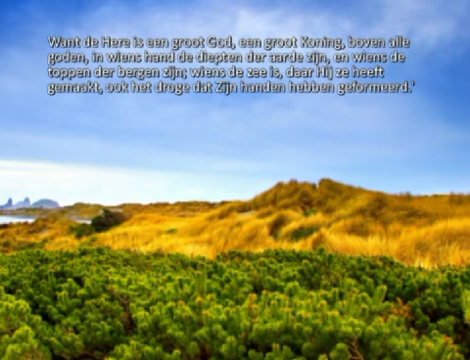 Want de Here is een groot God, een groot Koning, boven alle
goden, in wiens hand de diepten der aarde zijn, en wiens de
toppen der bergen zijn; wiens de zee is, daar Hij ze heeft
gemaakt, ook het droge dat Zijn handen hebben geformeerd.'